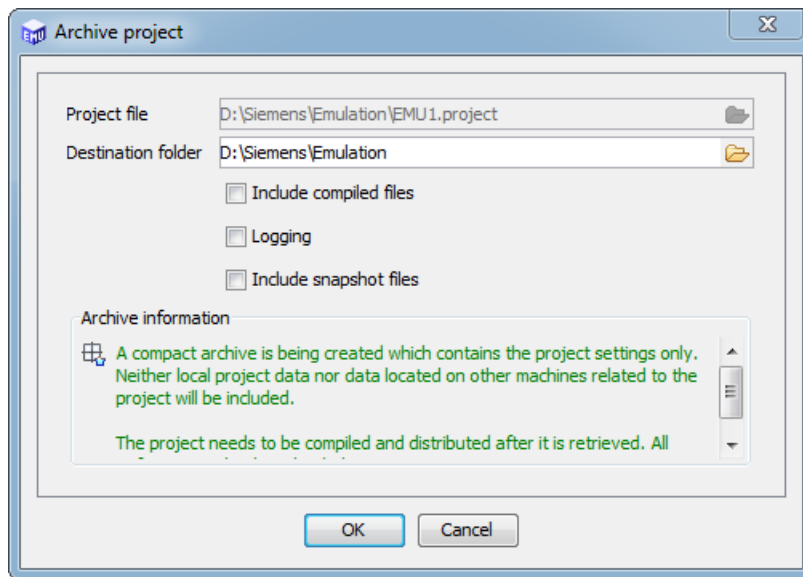 EMU Archive project
Project file D:\Siemens\Emulation\EMU1.project
Destination folder D:\Siemens\Emulation
Include compiled files
Logging
Include snapshot files
Archive information
A compact archive is being created which contains the project settings only.
Neither local project data nor data located on other machines related to the
project will be included.
The project needs to be compiled and distributed after it is retrieved. All
OK Cancel